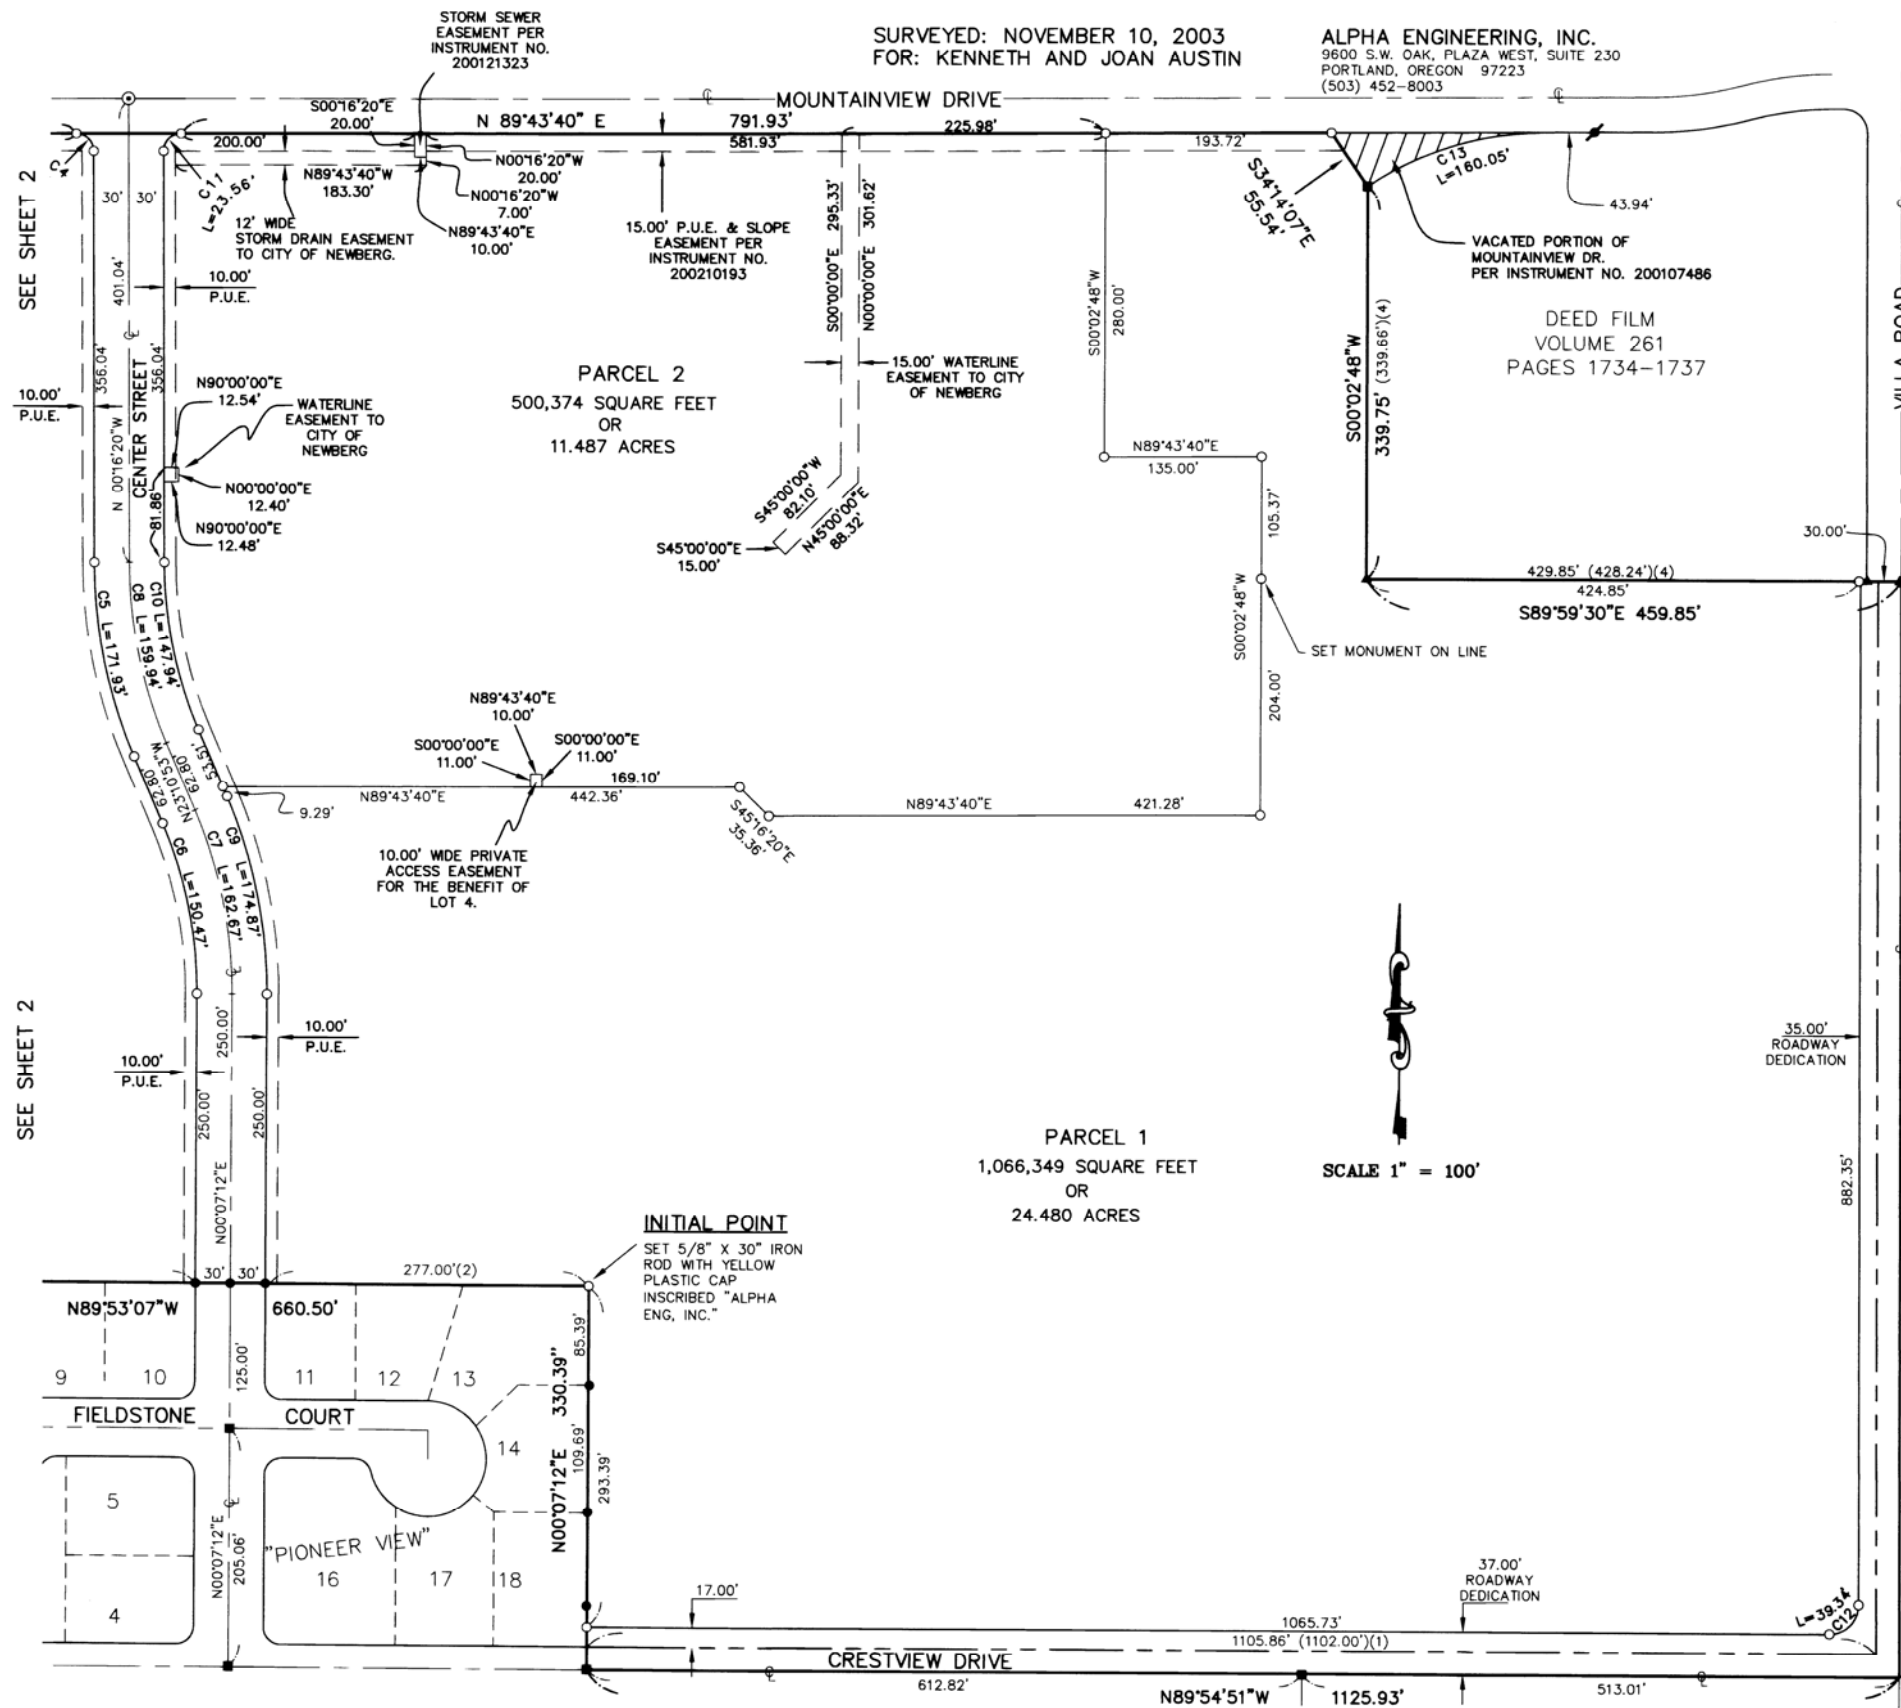 STORM SEWER
EASEMENT PER
INSTRUMENT NO.
200121323
SURVEYED: NOVEMBER 10, 2003
FOR: KENNETH AND JOAN AUSTIN
ALPHA ENGINEERING, INC.
9600 S.W. OAK, PLAZA WEST, SUITE 230
PORTLAND, OREGON 97223
(503) 452-8003
MOUNTAINVIEW DRIVE
S00°16'20"E
20.00'
N 89°43'40" E 791.93'
225.98'
200.00'
581.93'
193.72'
N89°43'40"W
183.30'
N00°16'20"W
20.00'
N00°16'20"W
7.00'
N89°43'40"E
10.00'
C11
L=23.56'
30' 30'
12' WIDE
STORM DRAIN EASEMENT
TO CITY OF NEWBERG.
15.00' P.U.E. & SLOPE
EASEMENT PER
INSTRUMENT NO.
200210193
S00°00'00"E 295.33'
N00°00'00"E 301.62'
S34°14'07"E
55.54'
C13
L=160.05'
43.94'
VACATED PORTION OF
MOUNTAINVIEW DR.
PER INSTRUMENT NO. 200107486
SEE SHEET 2
401.04'
10.00'
P.U.E.
S00°02'48"W
280.00'
DEED FILM
VOLUME 261
PAGES 1734-1737
VILLA ROAD
S00°02'48"W
339.75' (339.66')(4)
356.04'
CENTER STREET
356.04'
N 00°16'20"W
10.00'
P.U.E.
N90°00'00"E
12.54'
WATERLINE
EASEMENT TO
CITY OF
NEWBERG
PARCEL 2
500,374 SQUARE FEET
OR
11.487 ACRES
15.00' WATERLINE
EASEMENT TO CITY
OF NEWBERG
N89°43'40"E
135.00'
N00°00'00"E
12.40'
81.86'
N90°00'00"E
12.48'
S45°00'00"W
82.10'
N45°00'00"E
88.32'
S45°00'00"E
15.00'
105.37'
30.00'
429.85' (428.24')(4)
424.85'
S89°59'30"E 459.85'
C5 L=171.93'
C8 L=159.94'
C10 L=147.94'
S00°02'48"W
204.00'
SET MONUMENT ON LINE
N89°43'40"E
10.00'
S00°00'00"E
11.00'
S00°00'00"E
11.00'
62.80'
N23°10'53"W
62.80'
53.51'
169.10'
N89°43'40"E
442.36'
9.29'
S45°16'20"E
35.36'
N89°43'40"E
421.28'
10.00' WIDE PRIVATE
ACCESS EASEMENT
FOR THE BENEFIT OF
LOT 4.
C6 L=150.47'
C7 L=162.67'
C9 L=174.87'
SEE SHEET 2
250.00'
10.00'
P.U.E.
10.00'
P.U.E.
250.00'
250.00'
N00°07'12"E
35.00'
ROADWAY
DEDICATION
PARCEL 1
1,066,349 SQUARE FEET
OR
24.480 ACRES
SCALE 1" = 100'
882.35'
INITIAL POINT
SET 5/8" X 30" IRON
ROD WITH YELLOW
PLASTIC CAP
INSCRIBED "ALPHA
ENG, INC."
30' 30'
277.00'(2)
N89°53'07"W 660.50'
85.39'
125.00'
9 10 11 12 13
FIELDSTONE COURT
14
N00°07'12"E 330.39"
109.69'
293.39'
5
N00°07'12"E
205.06'
"PIONEER VIEW"
16 17 18
4
17.00'
37.00'
ROADWAY
DEDICATION
L=39.34'
C12
1065.73'
1105.86' (1102.00')(1)
CRESTVIEW DRIVE
612.82'
N89°54'51"W 1125.93'
513.01'